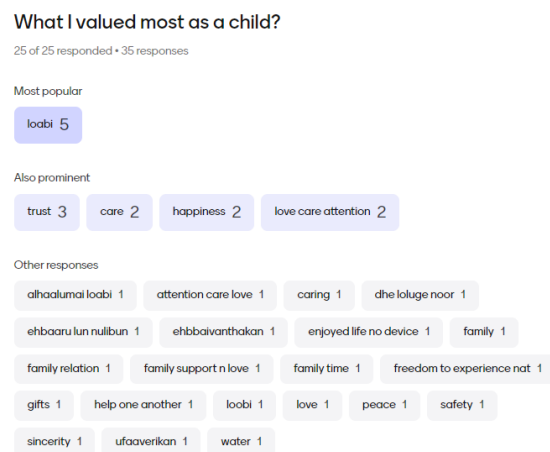 What I valued most as a child?
25 of 25 responded • 35 responses
Most popular
loabi 5
Also prominent
trust 3 care 2 happiness 2 love care attention 2
Other responses
alhaalumai loabi 1 attention care love 1 caring 1 dhe loluge noor 1
ehbaaru lun nulibun 1 ehbbaivanthakan 1 enjoyed life no device 1 family 1
family relation 1 family support n love 1 family time 1 freedom to experience nat 1
gifts 1 help one another 1 loobi 1 love 1 peace 1 safety 1
sincerity 1 ufaaverikan 1 water 1